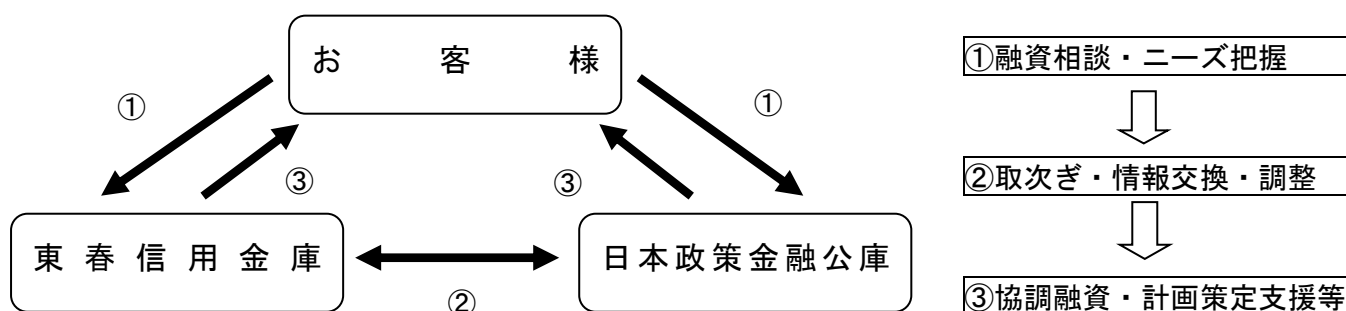 お客様
①融資相談・ニーズ把握
①
①
③
③
②取次ぎ・情報交換・調整
東春信用金庫
日本政策金融公庫
②
③協調融資・計画策定支援等